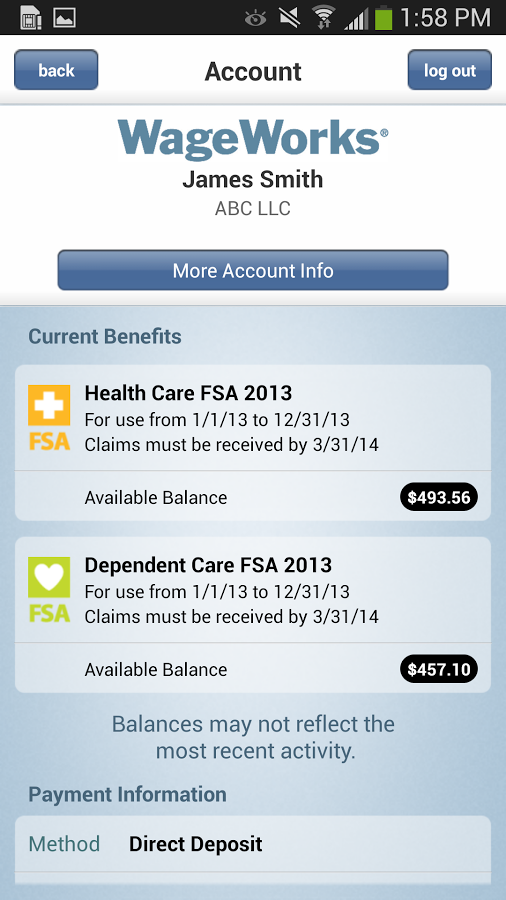 1:58 PM
back
Account
log out
WageWorks®
James Smith
ABC LLC
More Account Info
Current Benefits
FSA
Health Care FSA 2013
For use from 1/1/13 to 12/31/13
Claims must be received by 3/31/14
Available Balance
$493.56
FSA
Dependent Care FSA 2013
For use from 1/1/13 to 12/31/13
Claims must be received by 3/31/14
Available Balance
$457.10
Balances may not reflect the
most recent activity.
Payment Information
Method
Direct Deposit